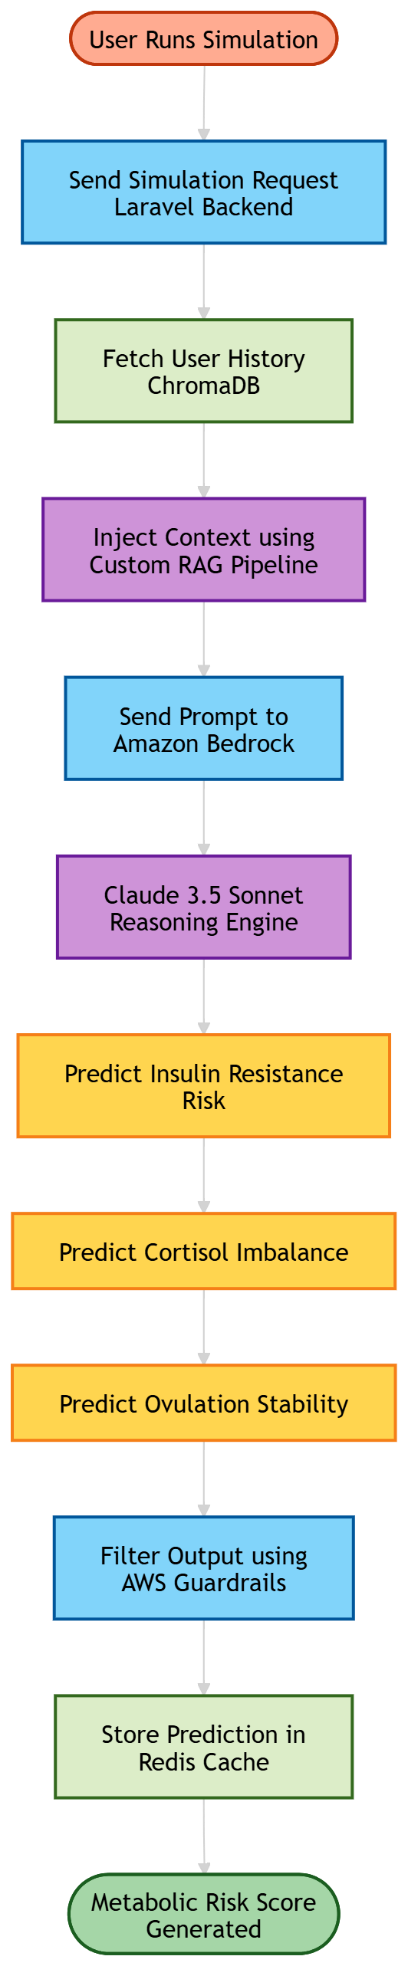 User Runs Simulation
Send Simulation Request
Laravel Backend
Fetch User History
ChromaDB
Inject Context using
Custom RAG Pipeline
Send Prompt to
Amazon Bedrock
Claude 3.5 Sonnet
Reasoning Engine
Predict Insulin Resistance
Risk
Predict Cortisol Imbalance
Predict Ovulation Stability
Filter Output using
AWS Guardrails
Store Prediction in
Redis Cache
Metabolic Risk Score
Generated